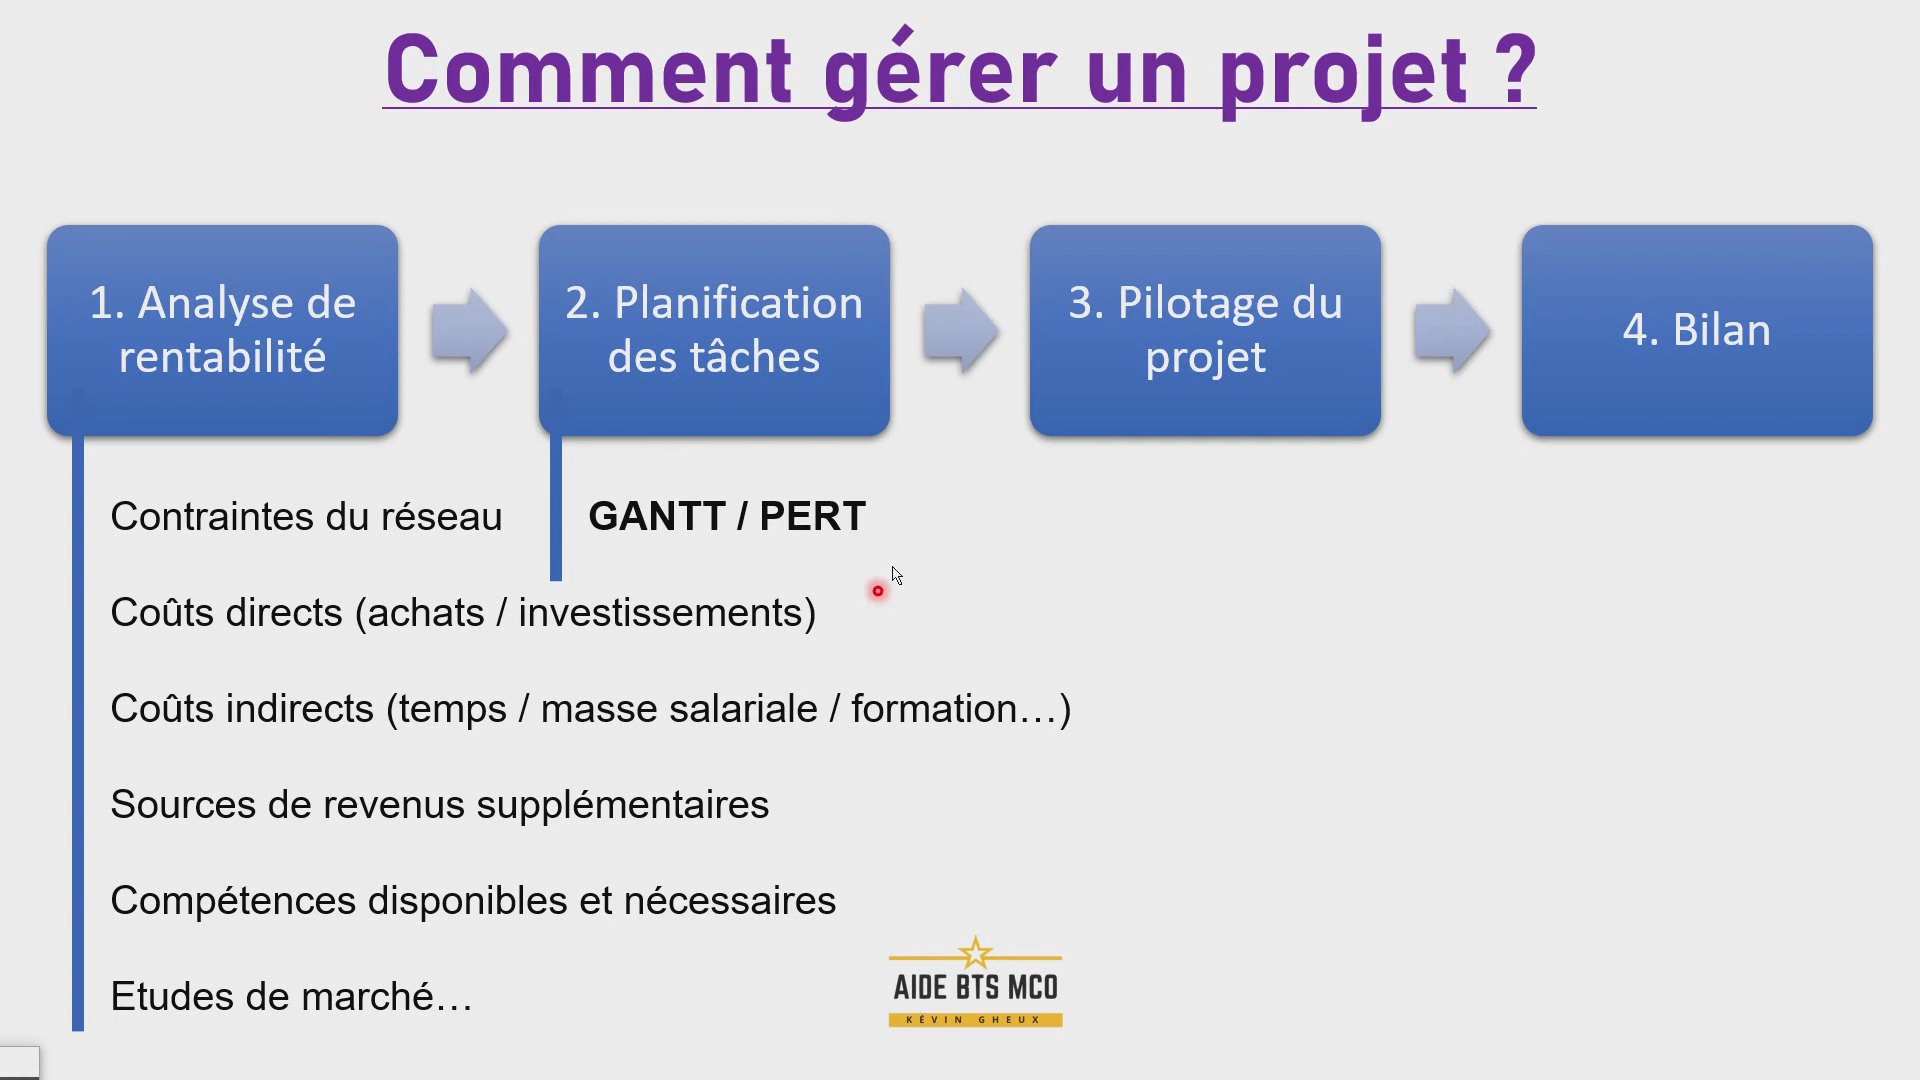 Comment gérer un projet ?
1. Analyse de
rentabilité
2. Planification
des tâches
3. Pilotage du
projet
4. Bilan
Contraintes du réseau
GANTT / PERT
Coûts directs (achats / investissements)
Coûts indirects (temps / masse salariale / formation…)
Sources de revenus supplémentaires
Compétences disponibles et nécessaires
Etudes de marché…
AIDE BTS MCO
KÉVIN GHEUX